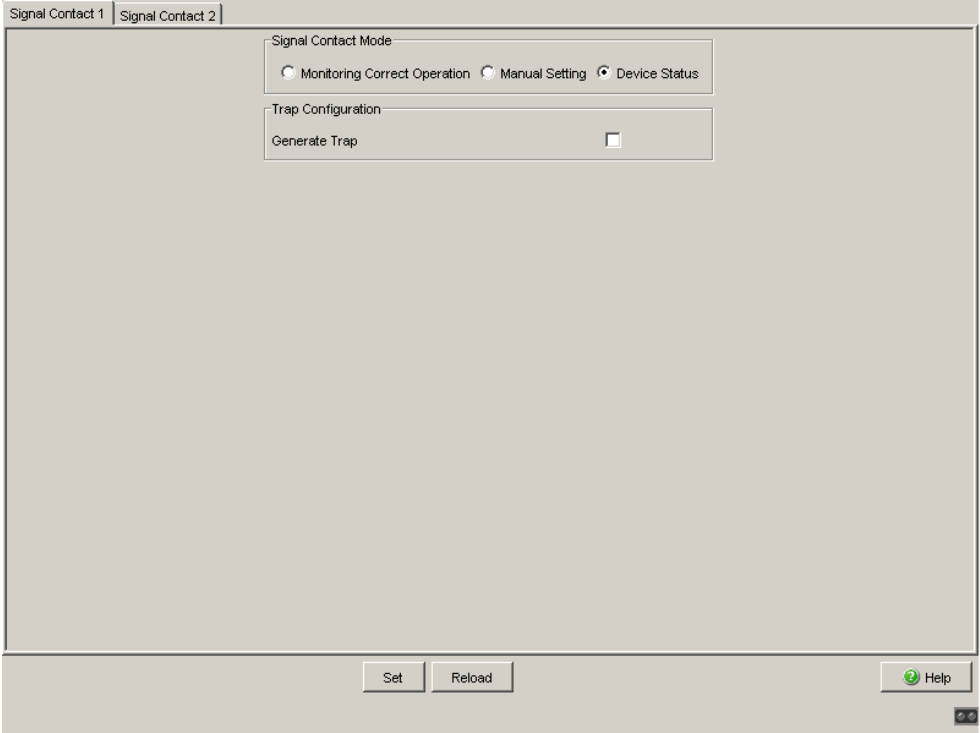 Signal Contact 1 Signal Contact 2
Signal Contact Mode
Monitoring Correct Operation Manual Setting Device Status
Trap Configuration
Generate Trap
Set Reload Help